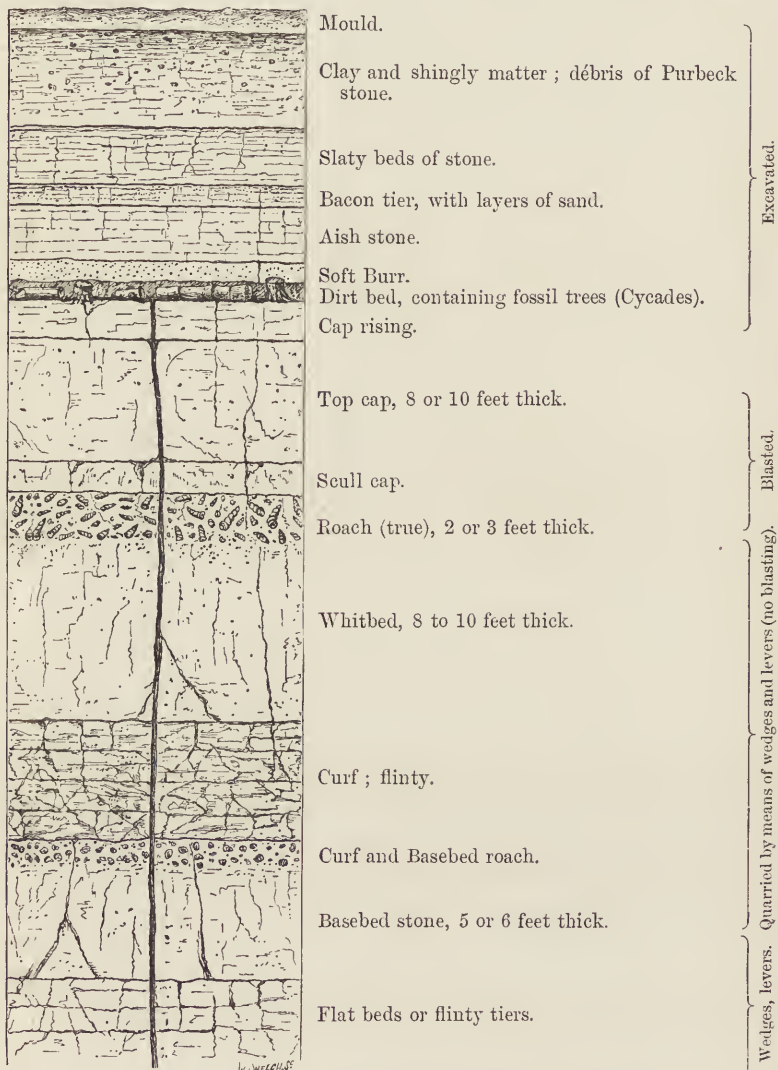 Mould.
Clay and shingly matter ; débris of Purbeck
stone.
Slaty beds of stone.
Bacon tier, with layers of sand.
Aish stone.
Soft Burr.
Dirt bed, containing fossil trees (Cycades).
Cap rising.
Top cap, 8 or 10 feet thick.
Scull cap.
Roach (true), 2 or 3 feet thick.
Whitbed, 8 to 10 feet thick.
Curf ; flinty.
Curf and Basebed roach.
Basebed stone, 5 or 6 feet thick.
Flat beds or flinty tiers.
Excavated.
Blasted.
Quarried by means of wedges and levers (no blasting).
Wedges, levers.